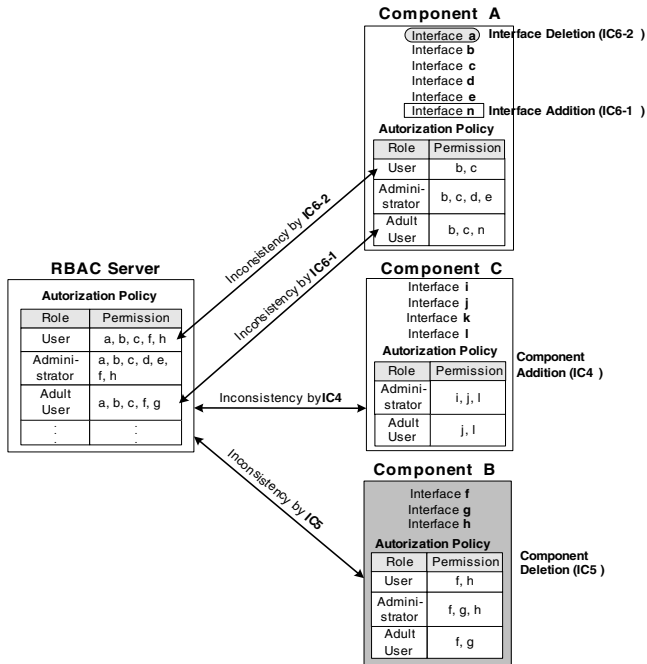 Component A
Interface a
Interface Deletion (IC6-2 )
Interface b
Interface c
Interface d
Interface e
Interface n
Interface Addition (IC6-1 )
Autorization Policy
Role Permission
User b, c
Admini-
strator b, c, d, e
Adult
User b, c, n
Inconsistency by IC6-2
Inconsistency by IC6-1
RBAC Server
Autorization Policy
Role Permission
User a, b, c, f, h
Admini-
strator a, b, c, d, e,
f, h
Adult
User a, b, c, f, g
: :
Inconsistency by IC4
Inconsistency by IC5
Component C
Interface i
Interface j
Interface k
Interface l
Autorization Policy
Role Permission
Admini-
strator i, j, l
Adult
User j, l
Component
Addition (IC4 )
Component B
Interface f
Interface g
Interface h
Autorization Policy
Role Permission
User f, h
Admini-
strator f, g, h
Adult
User f, g
Component
Deletion (IC5 )